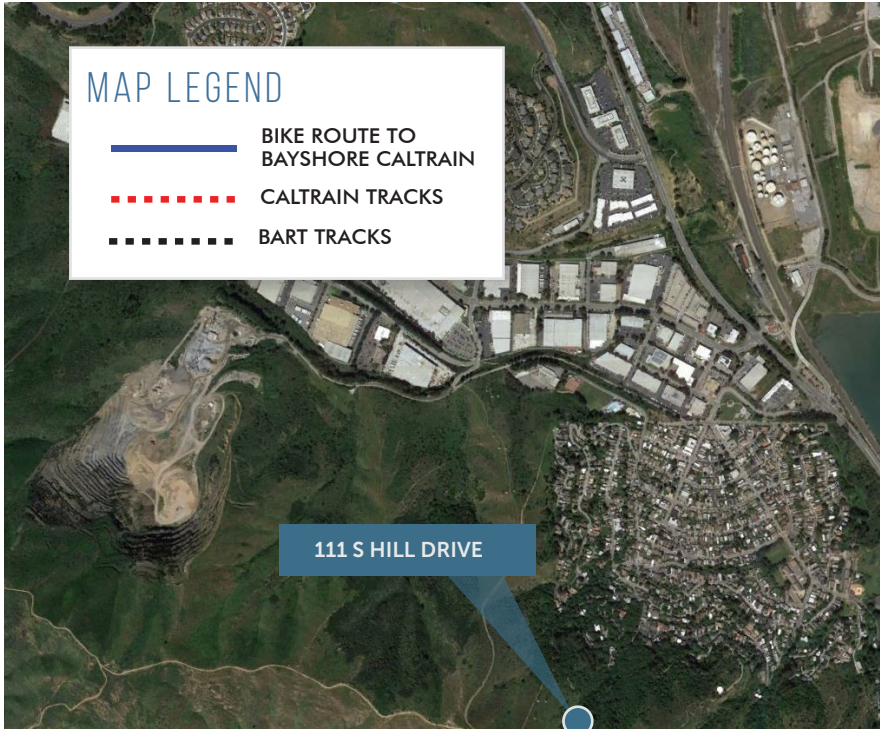 MAP LEGEND
BIKE ROUTE TO
BAYSHORE CALTRAIN
CALTRAIN TRACKS
BART TRACKS
111 S HILL DRIVE